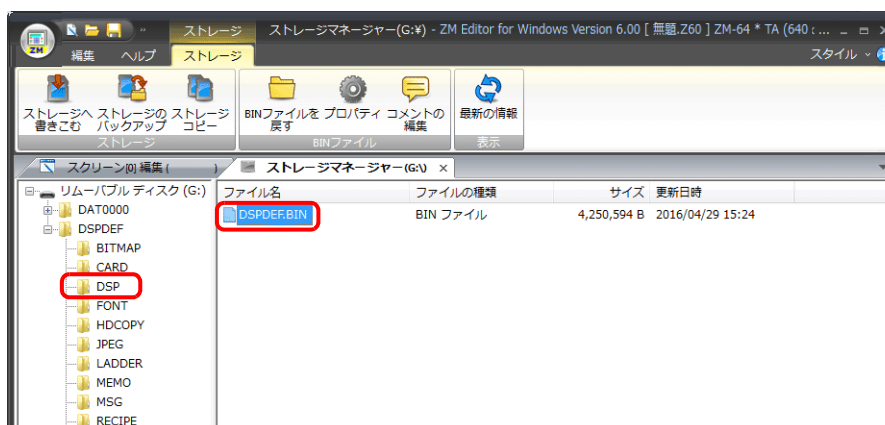 ストレージ ストレージマネージャー(G:¥) - ZM Editor for Windows Version 6.00 [ 無題.Z60 ] ZM-64 * TA (640 : ...
ZM 編集 ヘルプ ストレージ スタイル
ストレージへ ストレージの ストレージ BINファイルを プロパティ コメントの 最新の情報
書きこむ バックアップ コピー 戻す 編集
ストレージ BINファイル 表示
スクリーン[0] 編集 ( ) ストレージマネージャー(G:\) ×
リムーバブル ディスク (G:) ファイル名 ファイルの種類 サイズ 更新日時
DAT0000 DSPDEF.BIN BIN ファイル 4,250,594 B 2016/04/29 15:24
DSPDEF
BITMAP
CARD
DSP
FONT
HDCOPY
JPEG
LADDER
MEMO
MSG
RECIPE